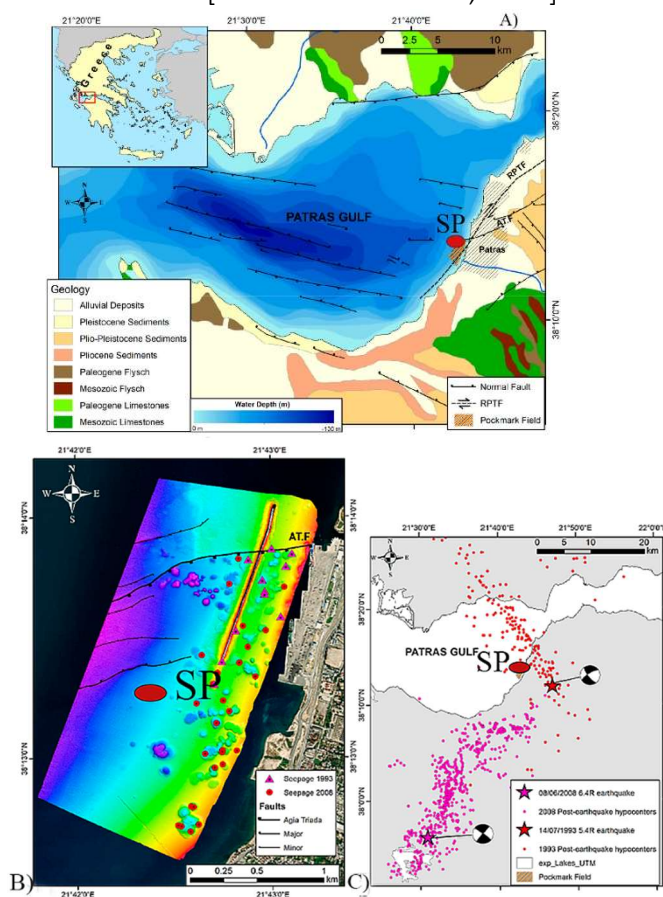 21°20'0"E
21°30'0"E
21°40'0"E
A)
0
2.5
5
10
km
Greece
N
W
E
S
38°20'0"N
RPTF
PATRAS GULF
SP
AT.F
Patras
38°10'0"N
Geology
Alluvial Deposits
Pleistocene Sediments
Plio-Pleistocene Sediments
Pliocene Sediments
Paleogene Flysch
Mesozoic Flysch
Paleogene Limestones
Mesozoic Limestones
Water Depth (m)
0 m
Normal Fault
RPTF
Pockmark Field
21°42'0"E
21°43'0"E
N
W
E
S
38°14'0"N
AT.F
SP
38°13'0"N
Seepage 1993
Seepage 2008
Faults
Agia Triada
Major
Minor
0
0.25
0.5
1
km
B)
21°42'0"E
21°43'0"E
21°30'0"E
21°40'0"E
21°50'0"E
0
5
10
20
km
N
W
E
S
38°20'0"N
PATRAS GULF
SP
38°10'0"N
38°13'0"N
38°0'0"N
08/06/2008 6.4R earthquake
2008 Post-earthquake hypocenters
14/07/1993 5.4R earthquake
1993 Post-earthquake hypocenters
exp_Lakes_UTM
Pockmark Field
C)